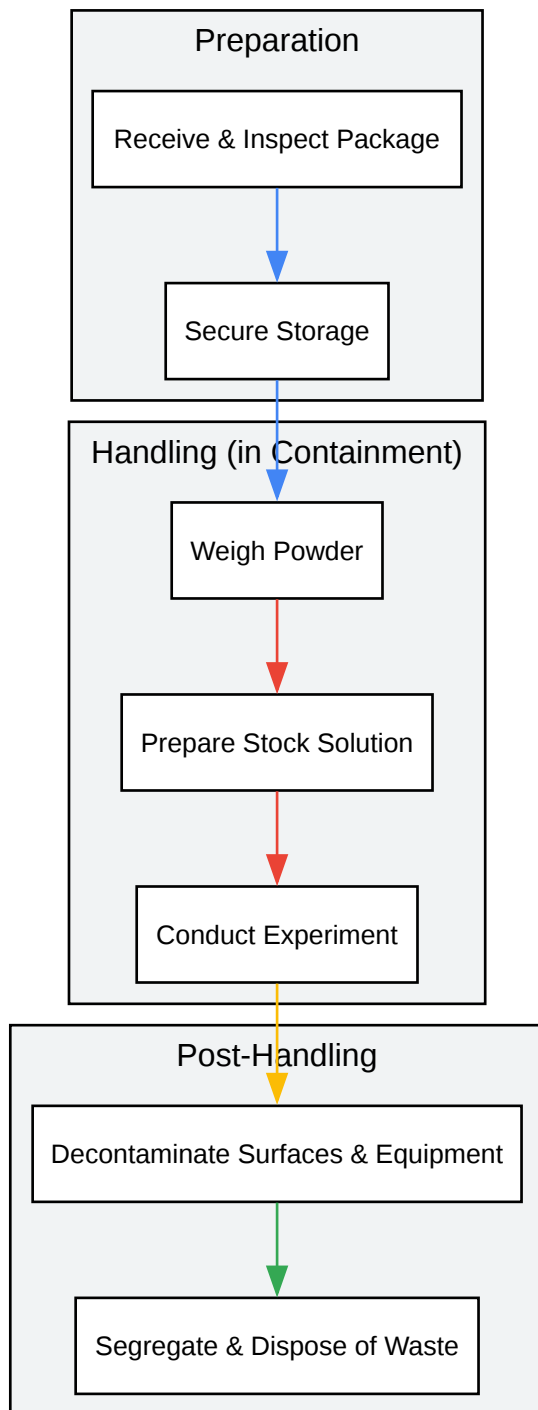 Preparation
Receive & Inspect Package
Secure Storage
Handling (in Containment)
Weigh Powder
Prepare Stock Solution
Conduct Experiment
Post-Handling
Decontaminate Surfaces & Equipment
Segregate & Dispose of Waste